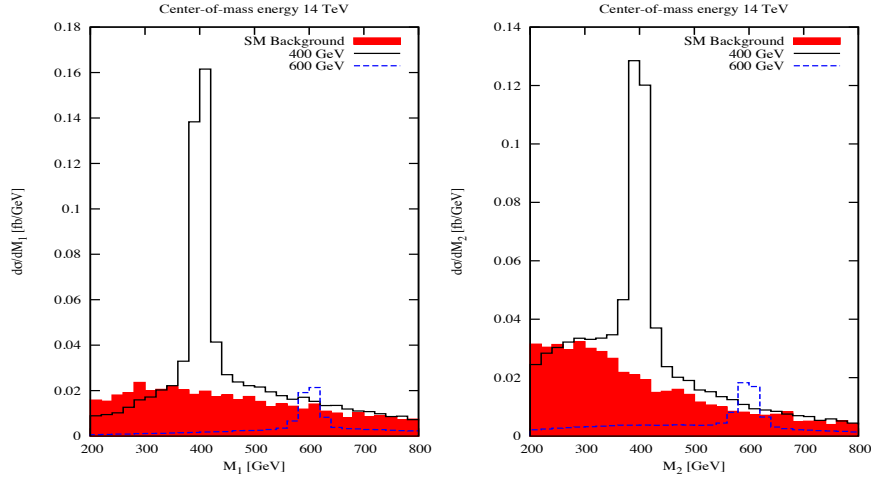 Center-of-mass energy 14 TeV
SM Background
400 GeV
600 GeV
0.18
0.16
0.14
0.12
0.1
0.08
0.06
0.04
0.02
0
dσ/dM₁ [fb/GeV]
200 300 400 500 600 700 800
M₁ [GeV]
Center-of-mass energy 14 TeV
SM Background
400 GeV
600 GeV
0.14
0.12
0.1
0.08
0.06
0.04
0.02
0
dσ/dM₂ [fb/GeV]
200 300 400 500 600 700 800
M₂ [GeV]